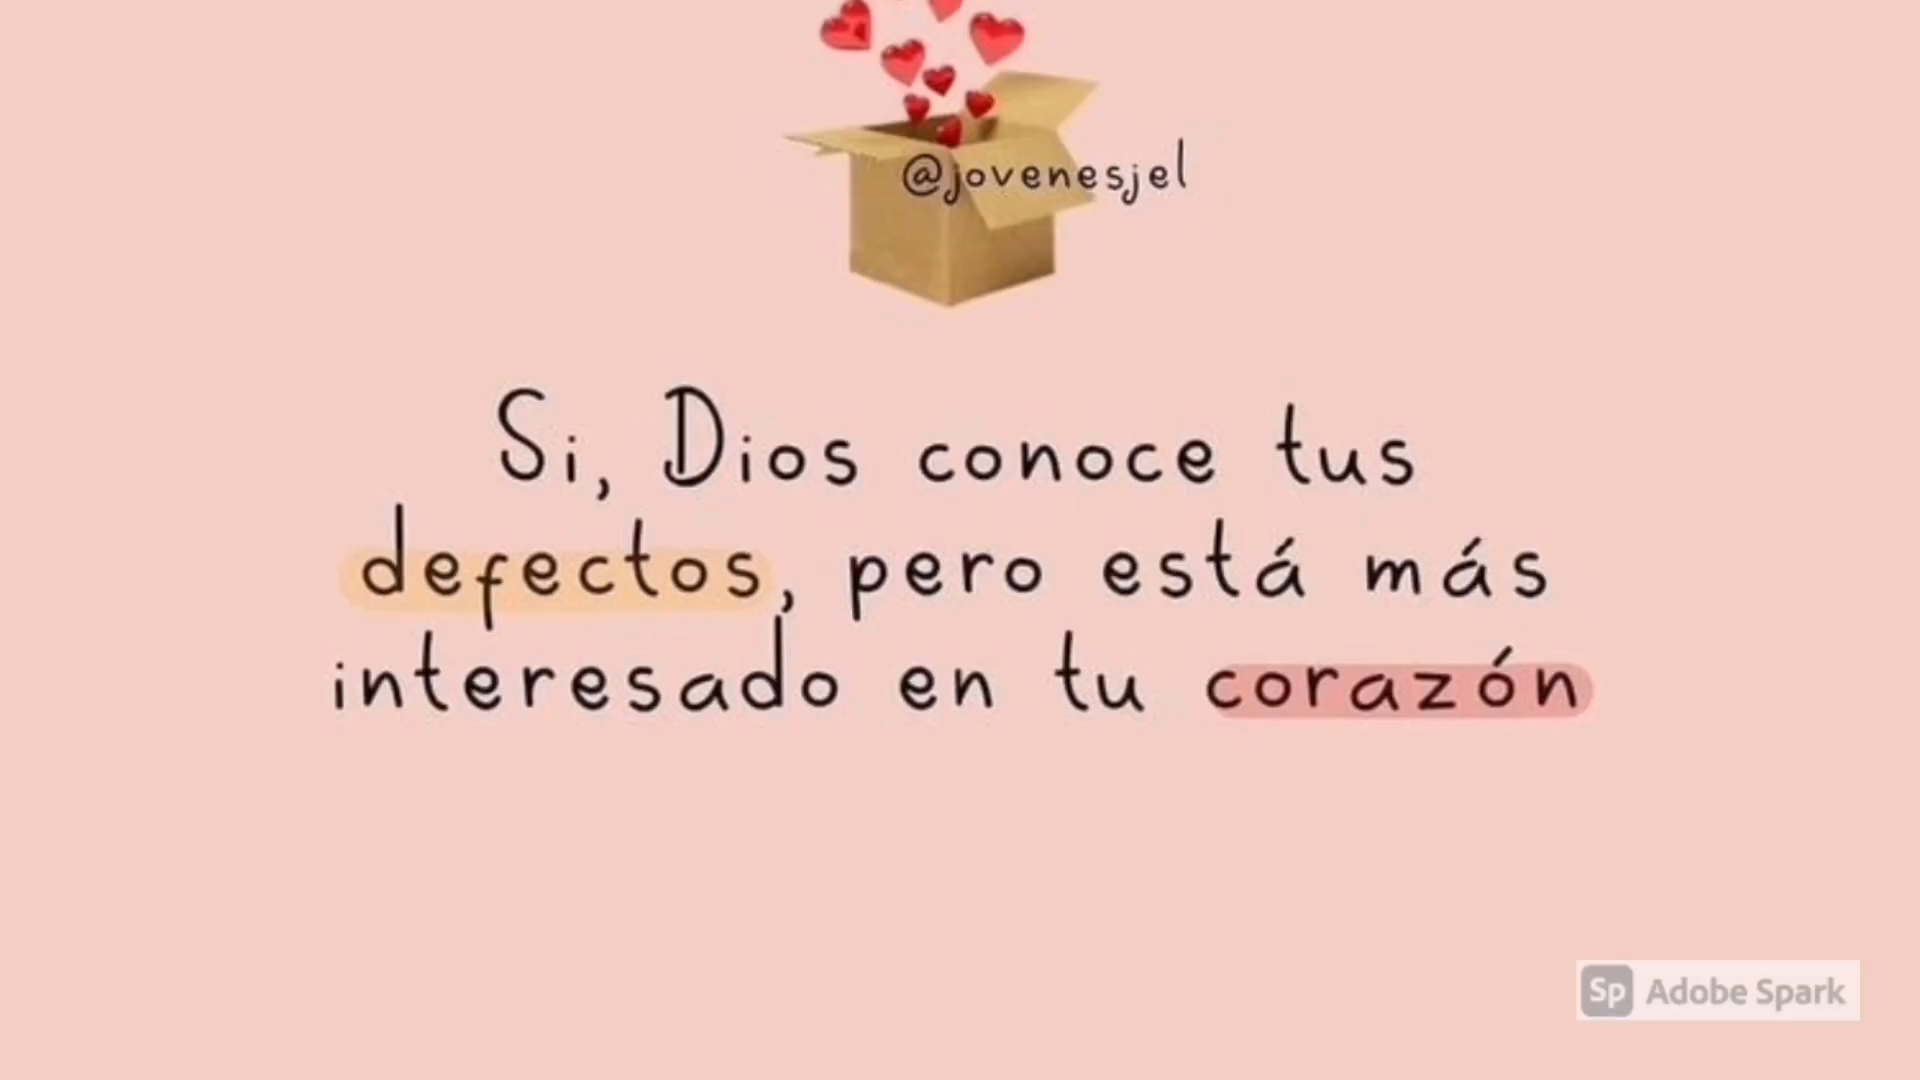 @jovenesjel
Si, Dios conoce tus
defectos, pero está más
interesado en tu corazón
Sp Adobe Spark